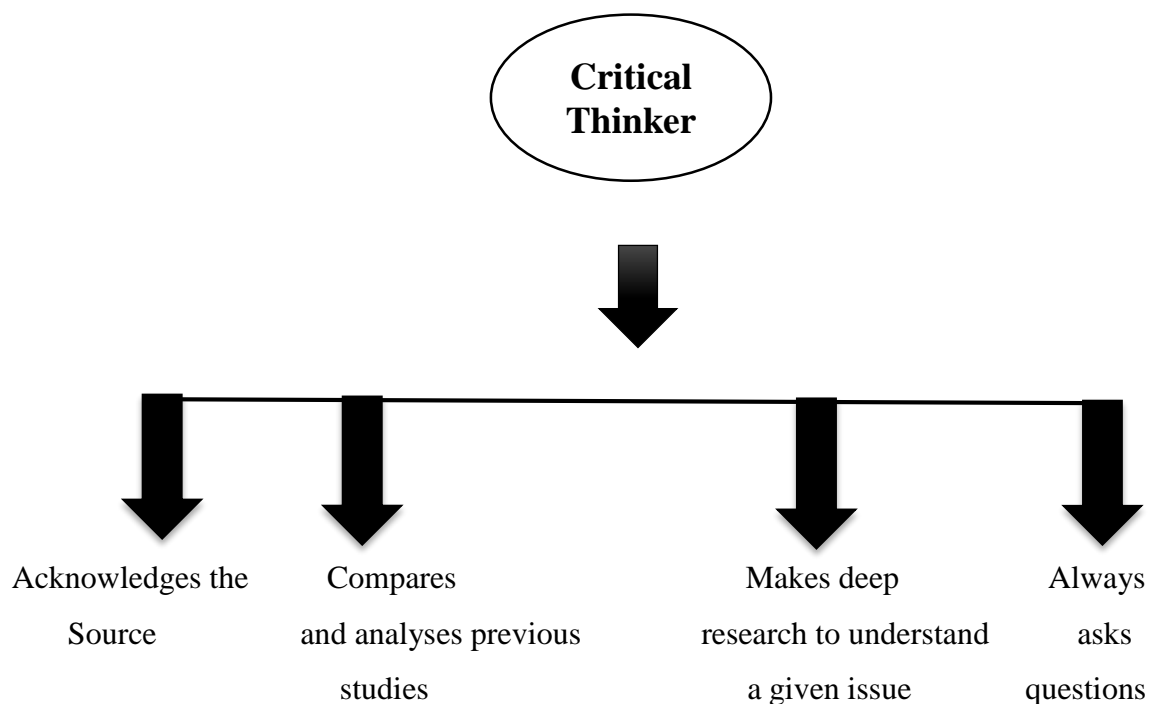 Critical
Thinker
Acknowledges the
Source
Compares
and analyses previous
studies
Makes deep
research to understand
a given issue
Always
asks
questions